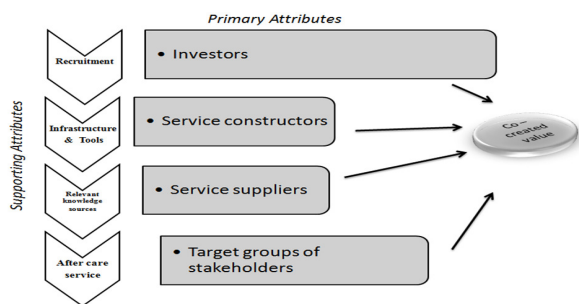 Primary Attributes
Supporting Attributes
Recruitment
• Investors
Infrastructure
& Tools
• Service constructors
Relevant
knowledge
sources
• Service suppliers
After care
service
• Target groups of
stakeholders
Co –
created
value